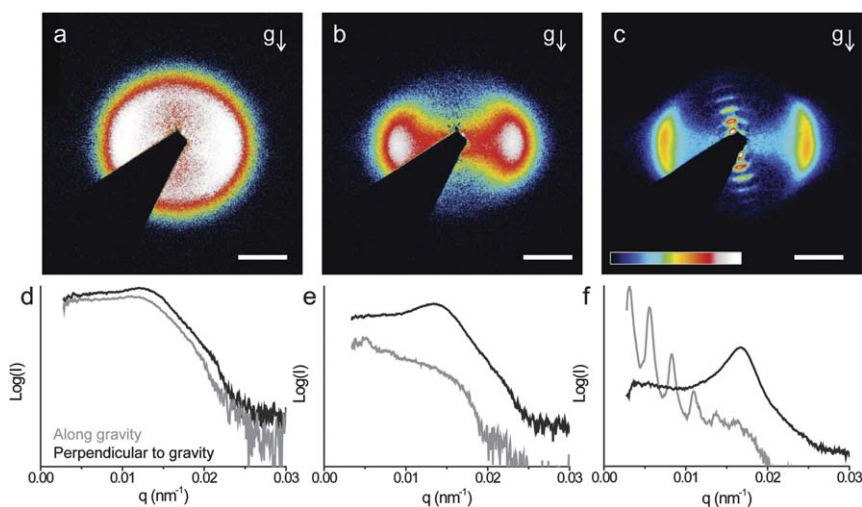 a g↓
b g↓
c g↓
d
Log(I)
Along gravity
Perpendicular to gravity
0.00 0.01 0.02 0.03
q (nm⁻¹)
e
Log(I)
0.00 0.01 0.02 0.03
q (nm⁻¹)
f
Log(I)
0.00 0.01 0.02 0.03
q (nm⁻¹)